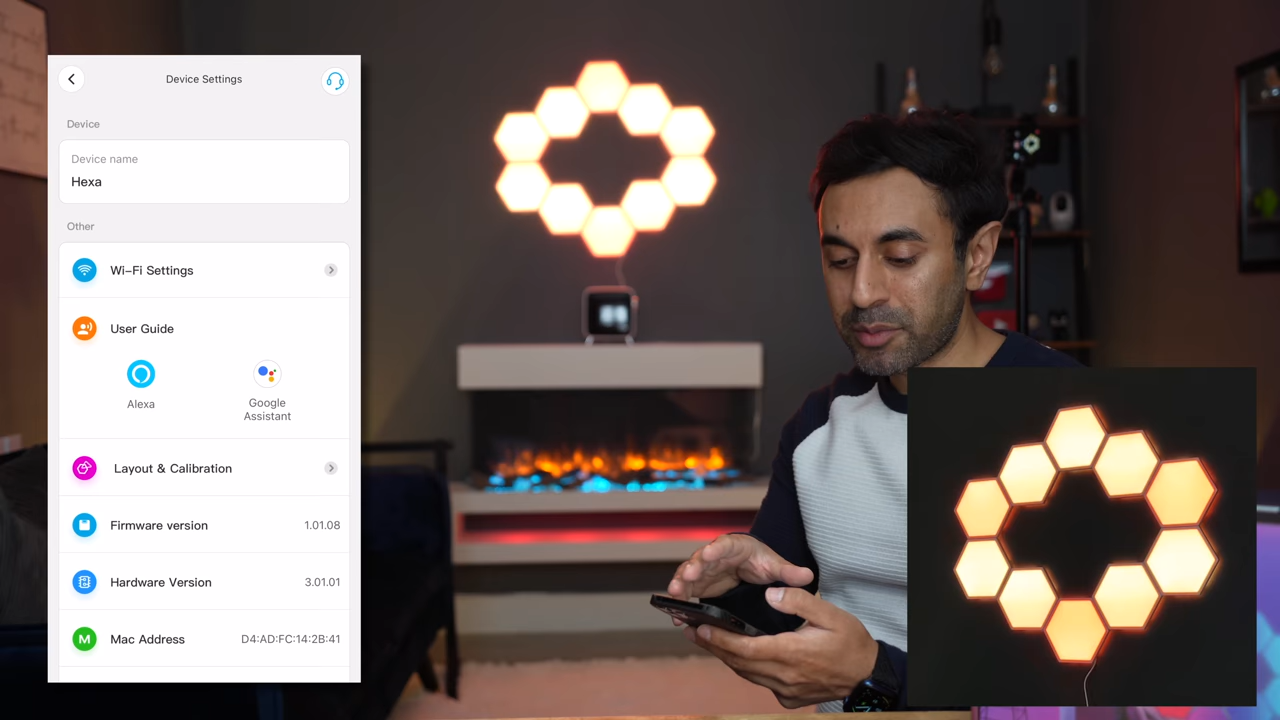 Device Settings
Device
Device name
Hexa
Other
Wi-Fi Settings
User Guide
Alexa
Google
Assistant
Layout & Calibration
Firmware version 1.01.08
Hardware Version 3.01.01
M Mac Address D4:AD:FC:14:2B:41